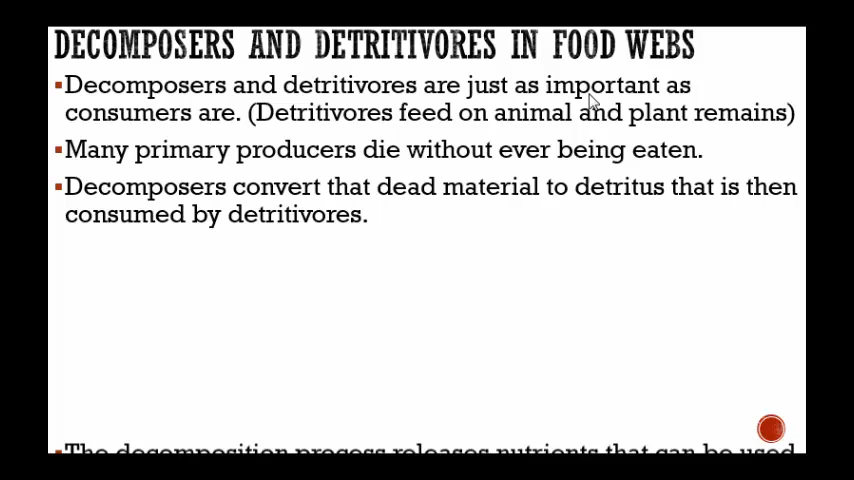 DECOMPOSERS AND DETRITIVORES IN FOOD WEBS
▪Decomposers and detritivores are just as important as
consumers are. (Detritivores feed on animal and plant remains)
▪Many primary producers die without ever being eaten.
▪Decomposers convert that dead material to detritus that is then
consumed by detritivores.
▪The decomposition process releases nutrients that can be used